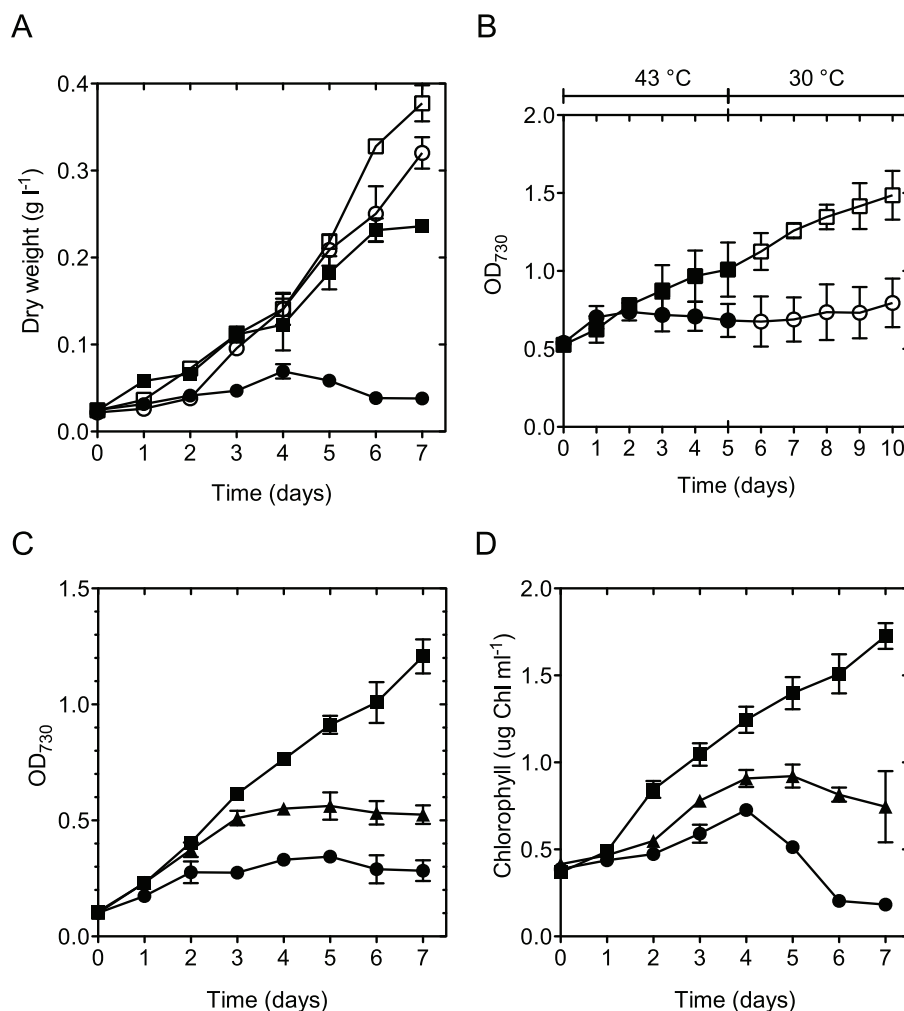 A
Dry weight (g l-1)
0.4
0.3
0.2
0.1
0.0
0 1 2 3 4 5 6 7
Time (days)
B
43 °C 30 °C
OD730
2.0
1.5
1.0
0.5
0.0
0 1 2 3 4 5 6 7 8 9 10
Time (days)
C
OD730
1.5
1.0
0.5
0.0
0 1 2 3 4 5 6 7
Time (days)
D
Chlorophyll (ug Chl ml-1)
2.0
1.5
1.0
0.5
0.0
0 1 2 3 4 5 6 7
Time (days)